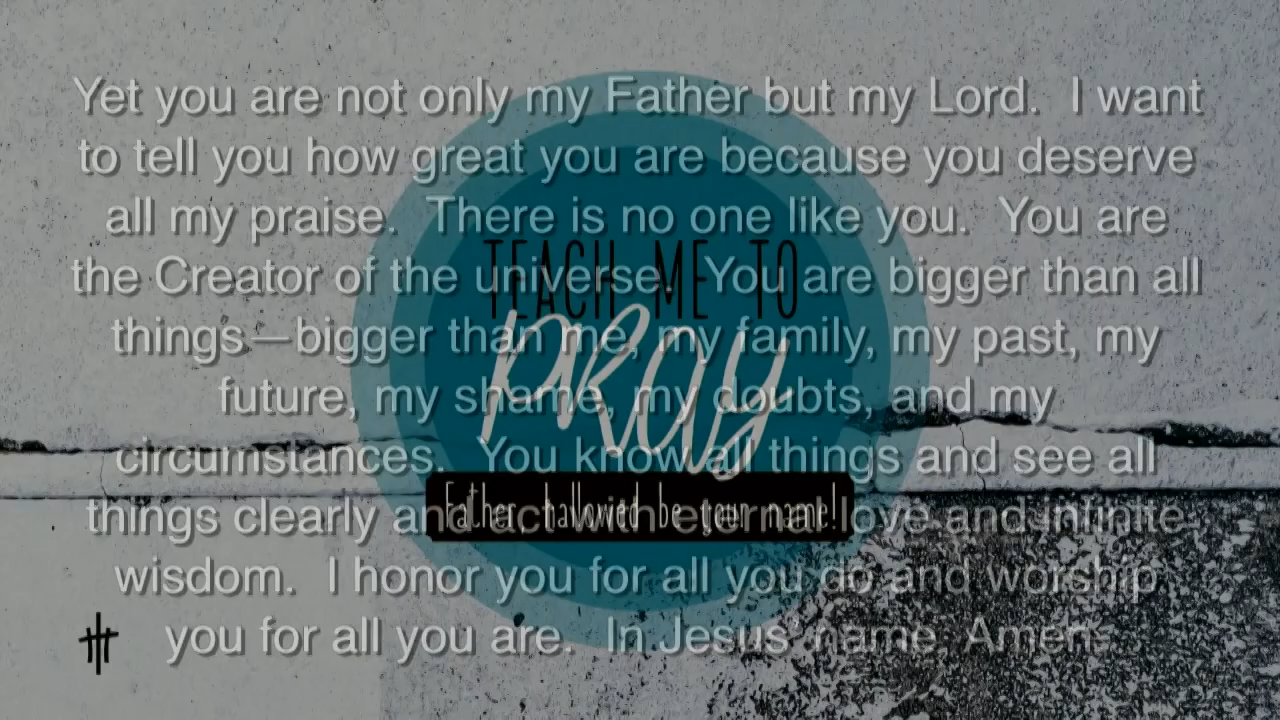 Yet you are not only my Father but my Lord.  I want
to tell you how great you are because you deserve
all my praise.  There is no one like you.  You are
the Creator of the universe.  You are bigger than all
things—bigger than me, my family, my past, my
future, my shame, my doubts, and my
circumstances.  You know all things and see all
things clearly and act with eternal love and infinite
wisdom.  I honor you for all you do and worship
you for all you are.  In Jesus’ name, Amen.
TEACH ME TO
PRAY
Father, hallowed be your name!